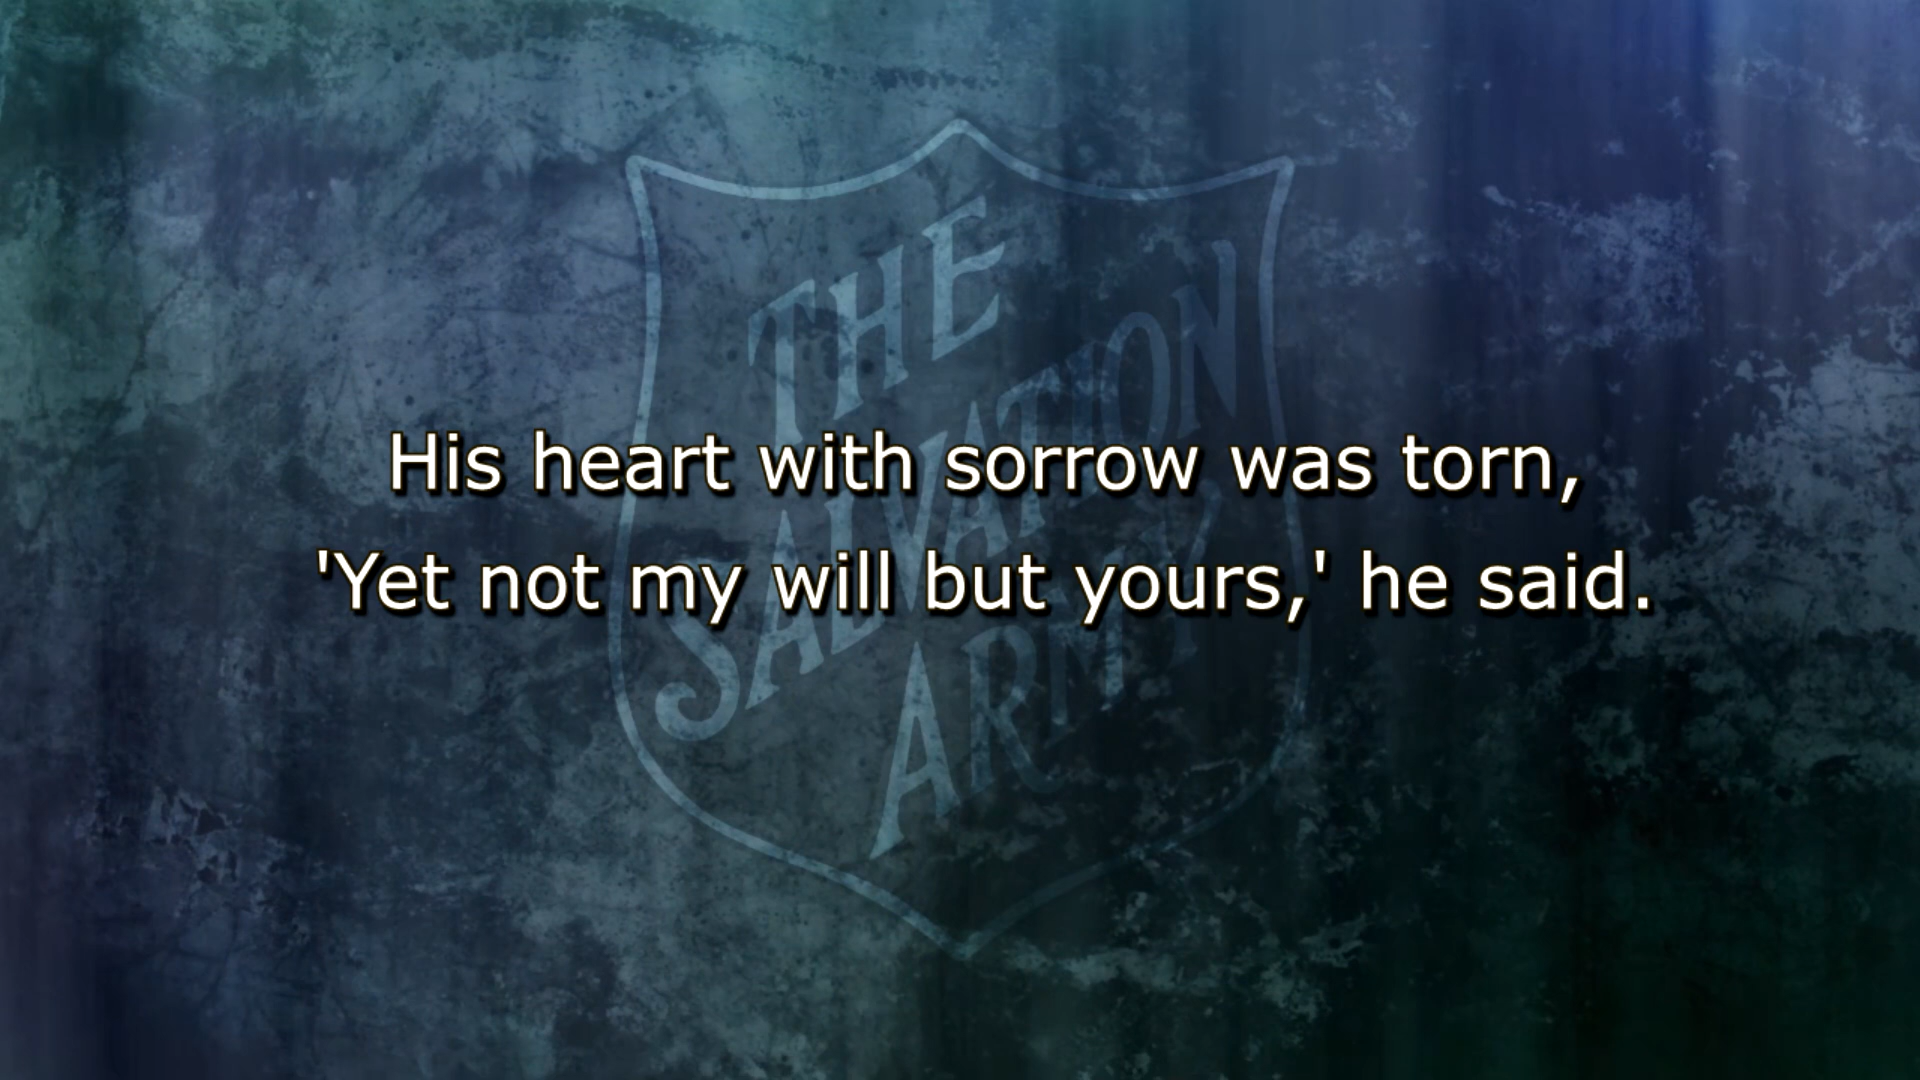 THE
SALVATION
ARMY
His heart with sorrow was torn,
'Yet not my will but yours,' he said.